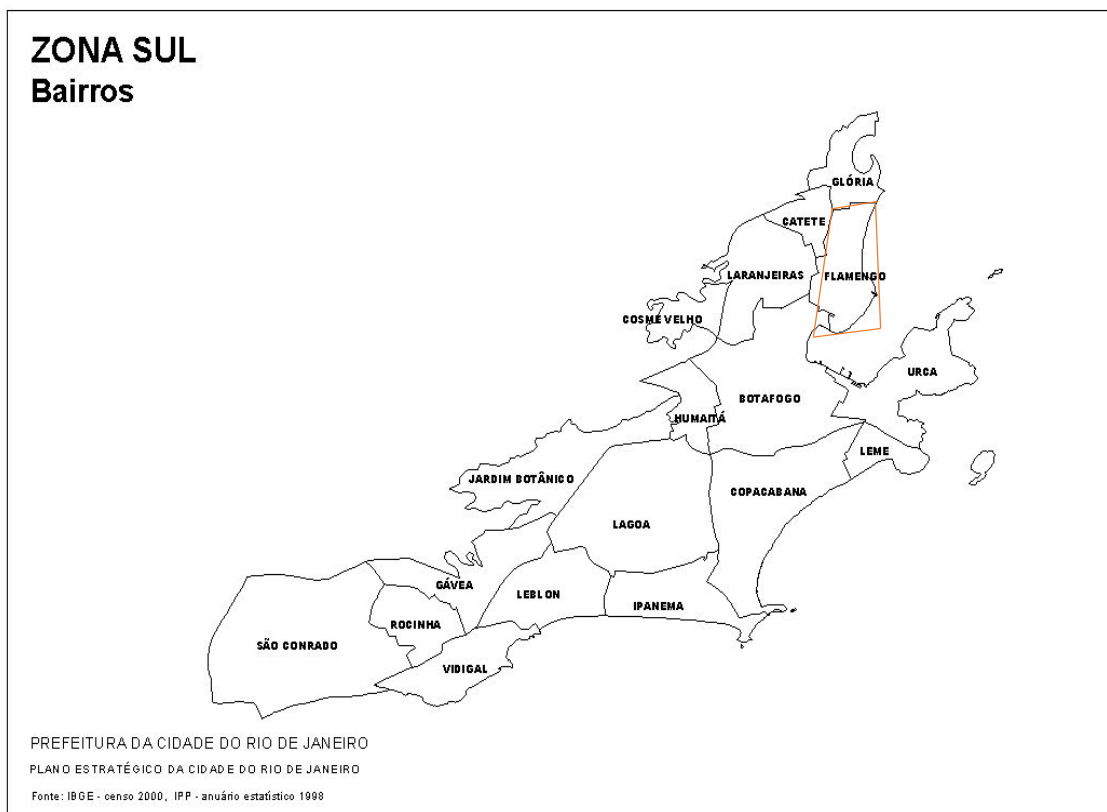 ZONA SUL
Bairros
GLÓRIA
CATETE
LARANJEIRAS
FLAMENGO
COSME VELHO
URCA
BOTAFOGO
HUMAITÁ
LEME
JARDIM BOTÂNICO
COPACABANA
LAGOA
GÁVEA
LEBLON
IPANEMA
ROCINHA
SÃO CONRADO
VIDIGAL
PREFEITURA DA CIDADE DO RIO DE JANEIRO
PLANO ESTRATÉGICO DA CIDADE DO RIO DE JANEIRO
Fonte: IBGE - censo 2000, IPP - anuário estatístico 1998